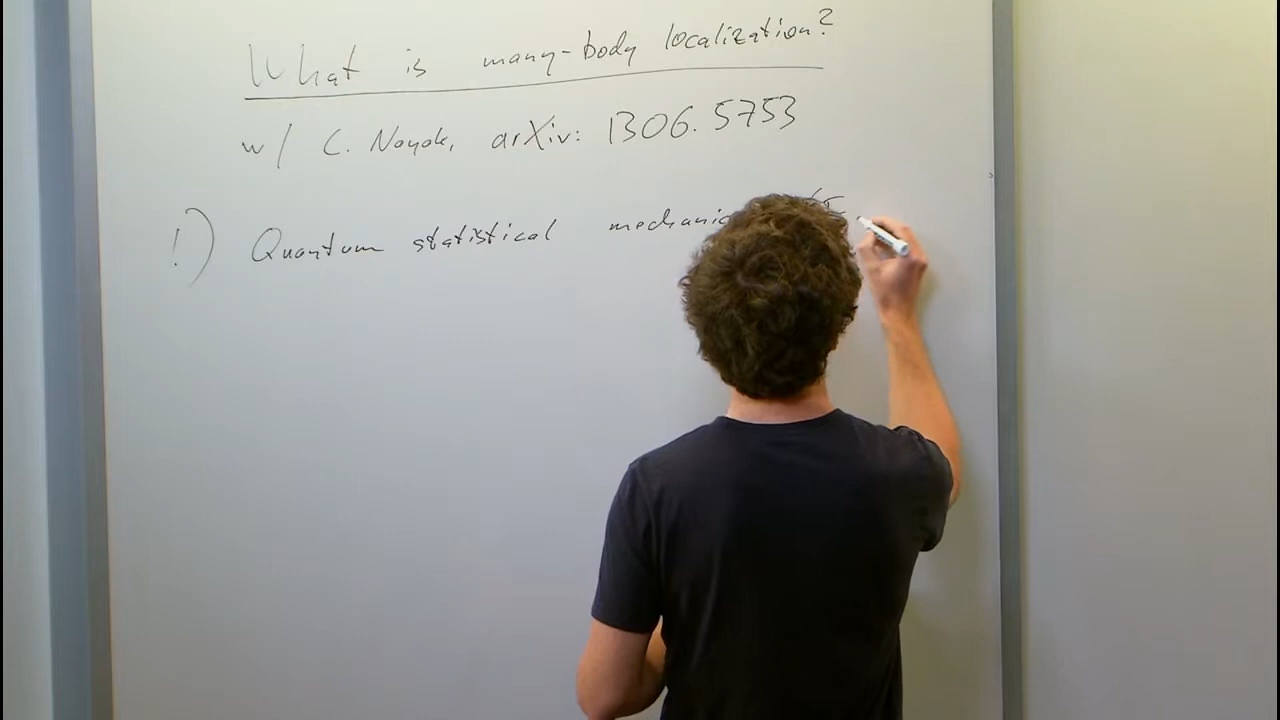 What is many-body localization?
w/ C. Nayak, arXiv: 1306.5753
1.) Quantum statistical mechanic